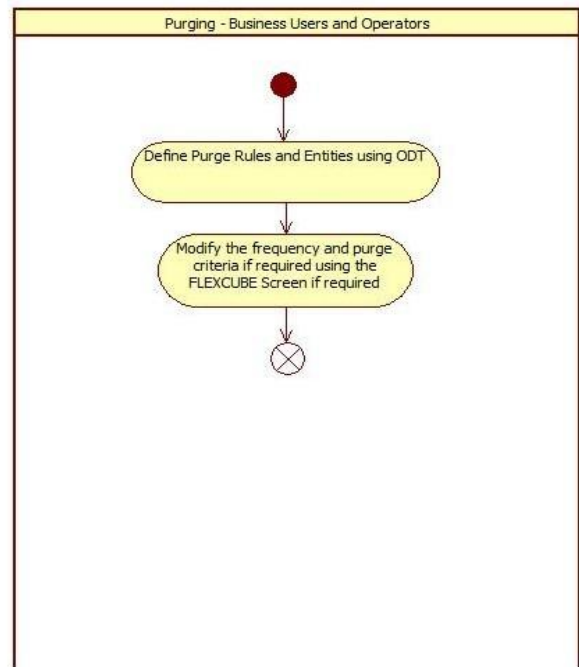 Purging - Business Users and Operators
Define Purge Rules and Entities using ODT
Modify the frequency and purge
criteria if required using the
FLEXCUBE Screen if required